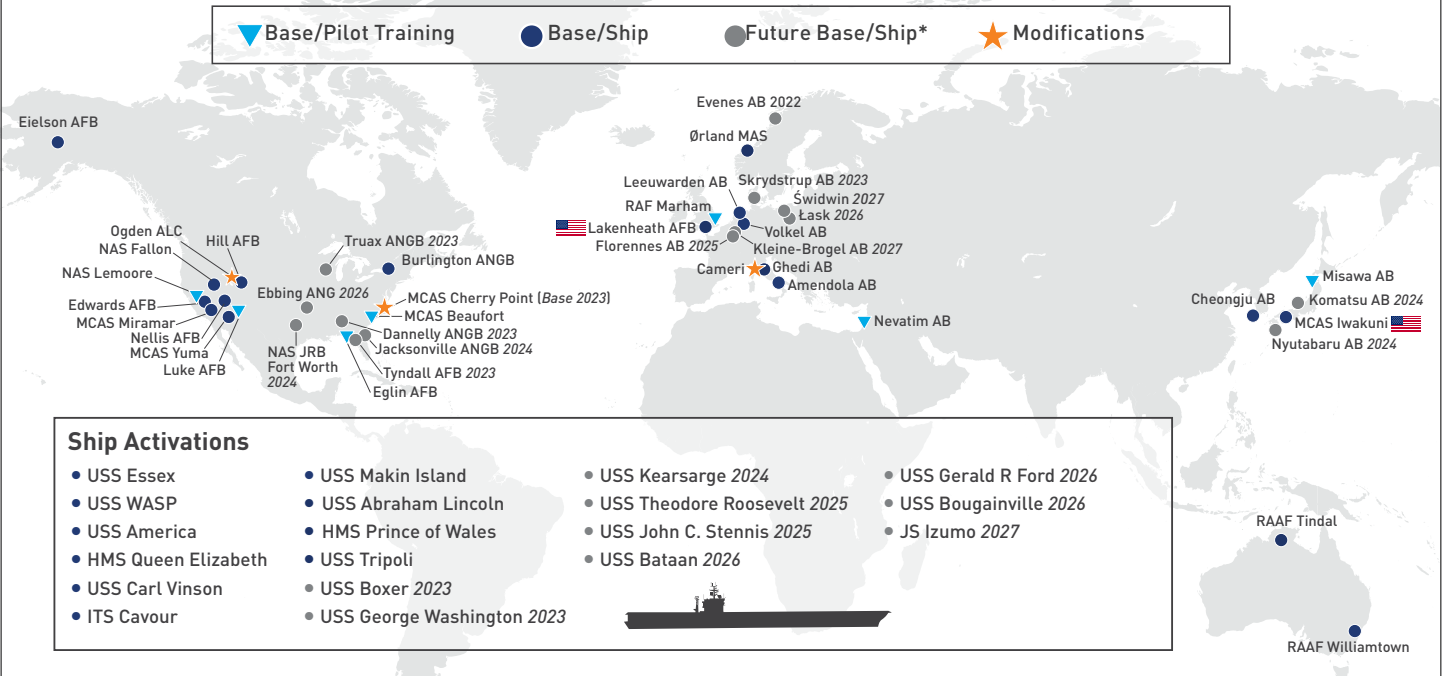 Base/Pilot Training
Base/Ship
Future Base/Ship*
Modifications
Eielson AFB
Ogden ALC
NAS Fallon
Hill AFB
NAS Lemoore
Edwards AFB
MCAS Miramar
Nellis AFB
MCAS Yuma
Luke AFB
Truax ANGB 2023
Burlington ANGB
Ebbing ANG 2026
MCAS Cherry Point (Base 2023)
MCAS Beaufort
Dannelly ANGB 2023
Jacksonville ANGB 2024
NAS JRB
Fort Worth
2024
Tyndall AFB 2023
Eglin AFB
Evenes AB 2022
Ørland MAS
Leeuwarden AB
Skrydstrup AB 2023
RAF Marham
Świdwin 2027
Łask 2026
Lakenheath AFB
Volkel AB
Florennes AB 2025
Kleine-Brogel AB 2027
Cameri
Ghedi AB
Amendola AB
Nevatim AB
Misawa AB
Cheongju AB
Komatsu AB 2024
MCAS Iwakuni
Nyutabaru AB 2024
RAAF Tindal
RAAF Williamtown
Ship Activations
USS Essex
USS WASP
USS America
HMS Queen Elizabeth
USS Carl Vinson
ITS Cavour
USS Makin Island
USS Abraham Lincoln
HMS Prince of Wales
USS Tripoli
USS Boxer 2023
USS George Washington 2023
USS Kearsarge 2024
USS Theodore Roosevelt 2025
USS John C. Stennis 2025
USS Bataan 2026
USS Gerald R Ford 2026
USS Bougainville 2026
JS Izumo 2027